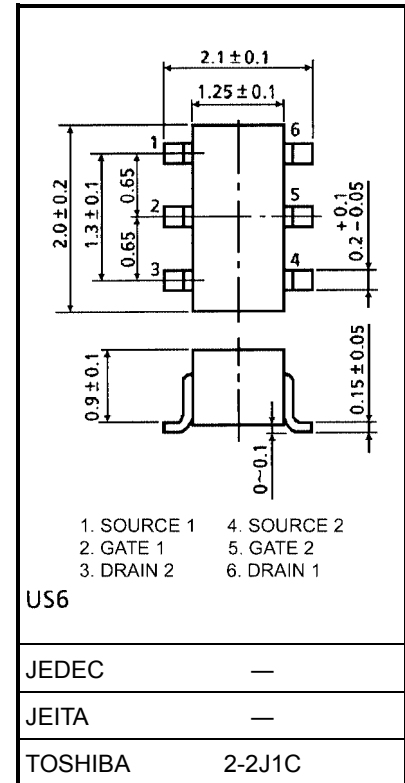 2.1±0.1
1.25±0.1
1
6
2
5
3
4
2.0±0.2
1.3±0.1
0.65
0.65
+0.1
0.2-0.05
0.9±0.1
0.15±0.05
0~0.1
1. SOURCE 1 4. SOURCE 2
2. GATE 1 5. GATE 2
3. DRAIN 2 6. DRAIN 1
US6
JEDEC —
JEITA —
TOSHIBA 2-2J1C